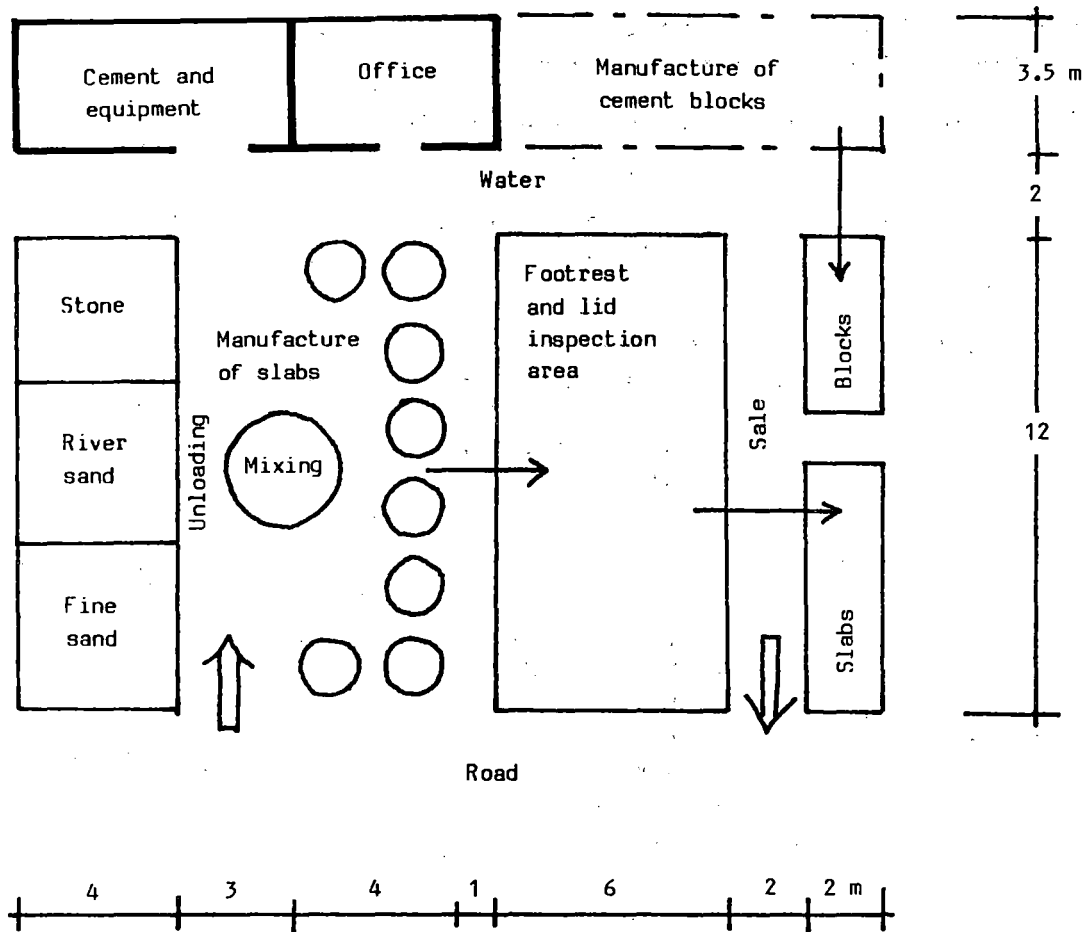 Cement and
equipment
Office
Manufacture of
cement blocks
3.5 m
Water
2
Stone
Manufacture
of slabs
Footrest
and lid
inspection
area
Blocks
River
sand
Unloading
Mixing
Sale
12
Fine
sand
Slabs
Road
4 3 4 1 6 2 2 m